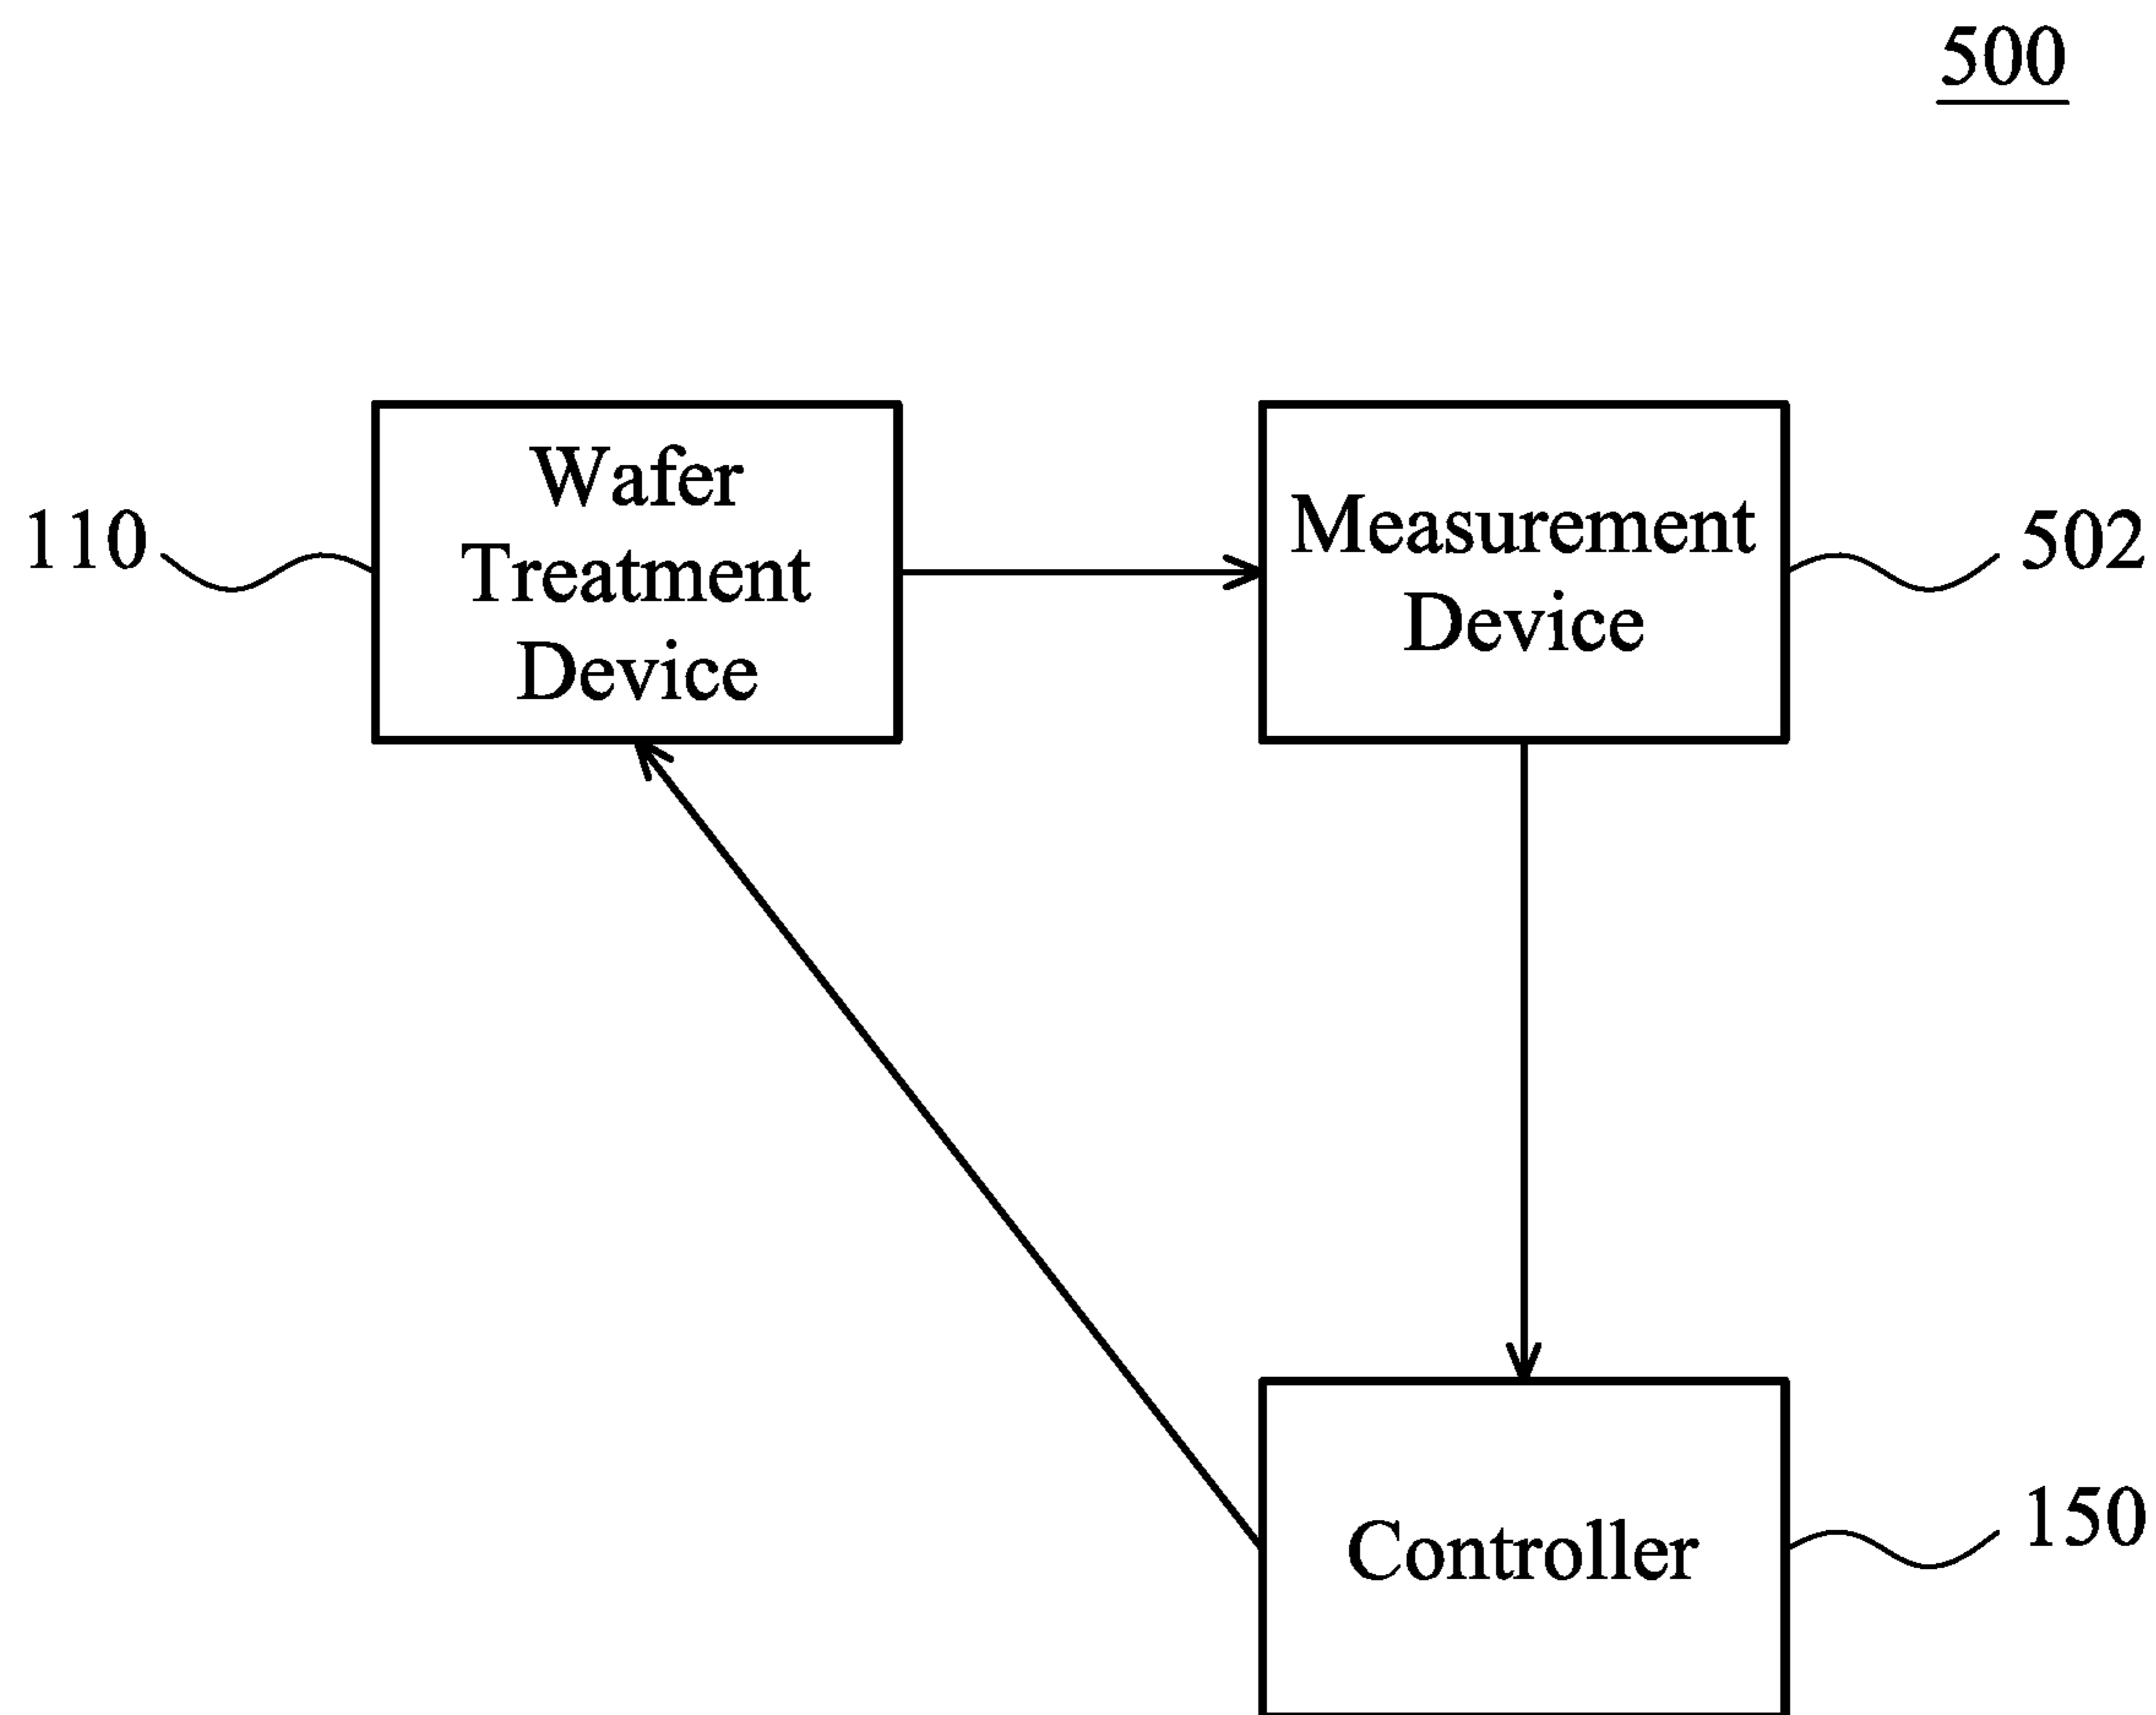 500
Wafer
Treatment
Device
110
Measurement
Device
502
Controller
150